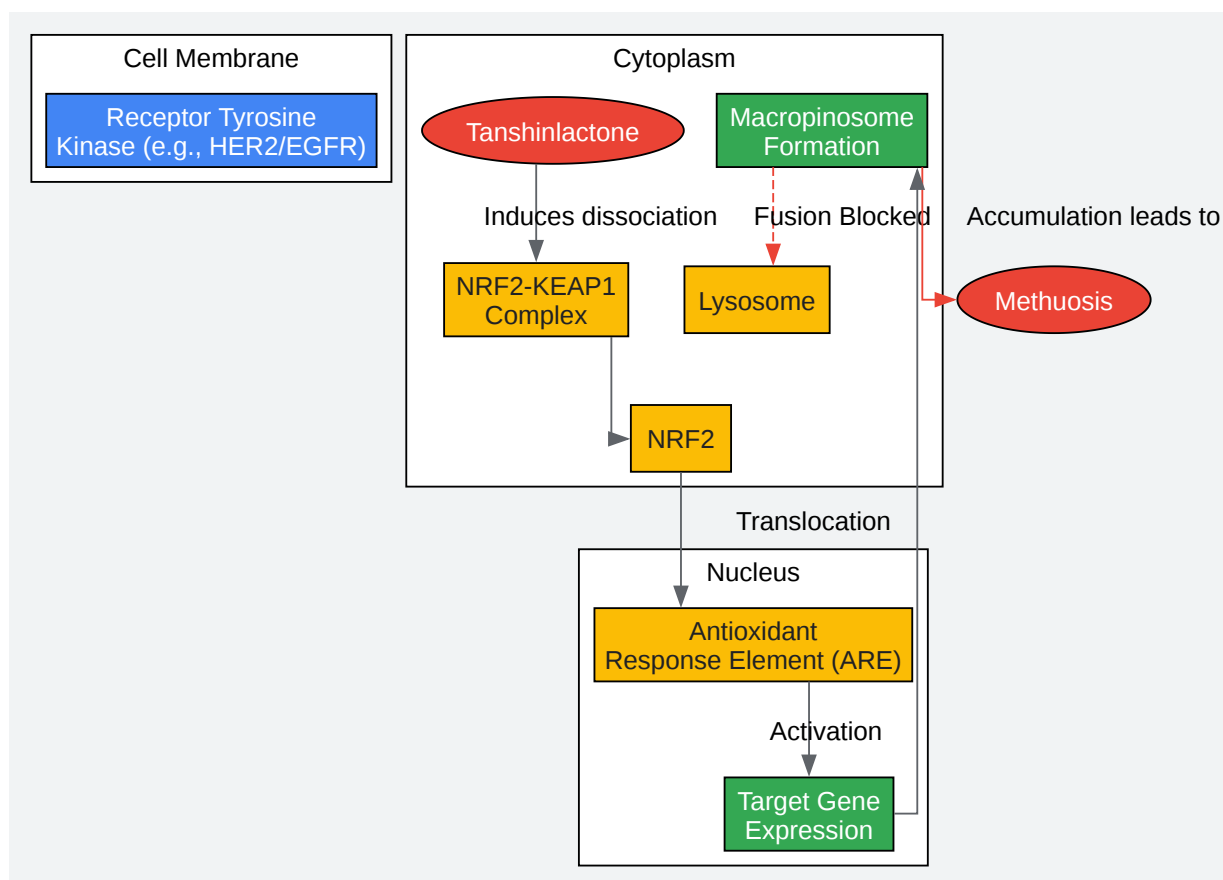 Cell Membrane
Receptor Tyrosine
Kinase (e.g., HER2/EGFR)
Cytoplasm
Tanshinlactone
Macropinosome
Formation
Induces dissociation
Fusion Blocked
Accumulation leads to
NRF2-KEAP1
Complex
Lysosome
Methuosis
NRF2
Translocation
Nucleus
Antioxidant
Response Element (ARE)
Activation
Target Gene
Expression